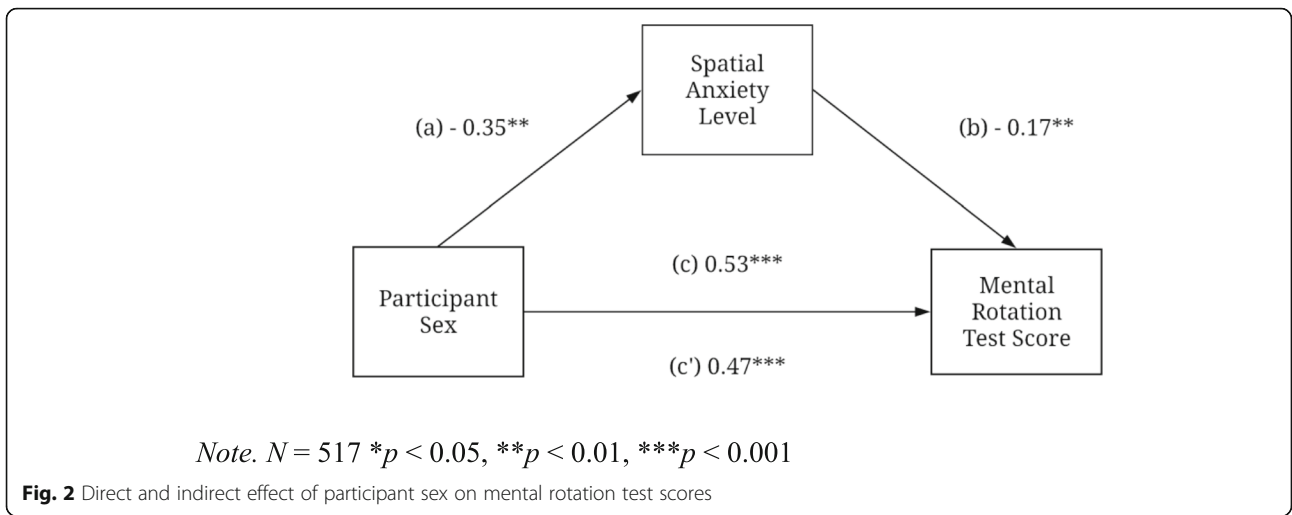 Spatial
Anxiety
Level
(a) - 0.35**
(b) - 0.17**
(c) 0.53***
Participant
Sex
Mental
Rotation
Test Score
(c') 0.47***
Note. N = 517 *p < 0.05, **p < 0.01, ***p < 0.001
Fig. 2 Direct and indirect effect of participant sex on mental rotation test scores